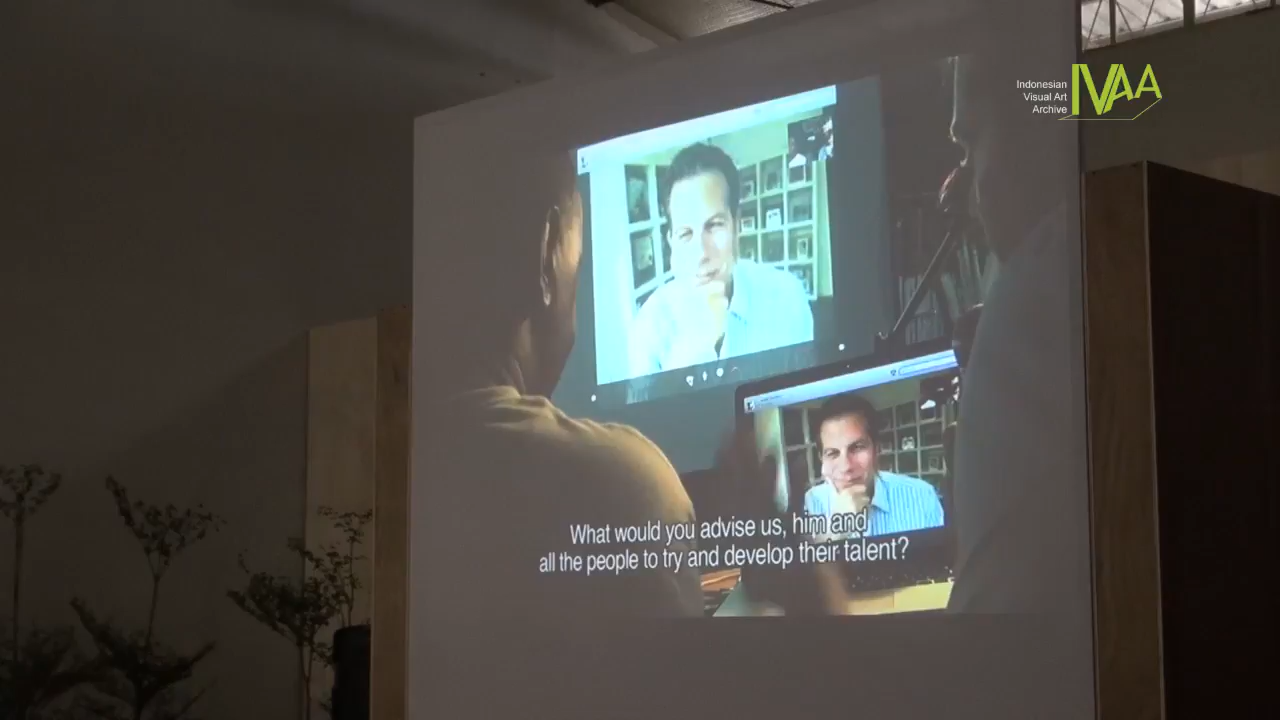 Indonesian
Visual Art
Archive
IVAA
What would you advise us, him and
all the people to try and develop their talent?